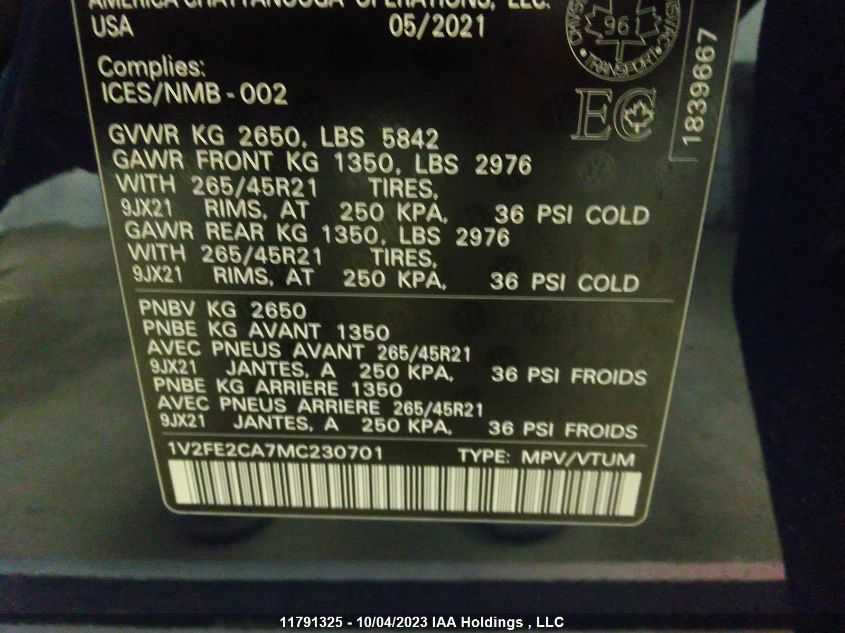 AMERICA CHATTANOOGA OPERATIONS, LLC.
USA 05/2021
961
TRANSPORT
1839667
Complies:
ICES/NMB-002
EC
GVWR KG 2650, LBS 5842
GAWR FRONT KG 1350, LBS 2976
WITH 265/45R21 TIRES,
9JX21 RIMS, AT 250 KPA, 36 PSI COLD
GAWR REAR KG 1350, LBS 2976
WITH 265/45R21 TIRES,
9JX21 RIMS, AT 250 KPA, 36 PSI COLD
PNBV KG 2650
PNBE KG AVANT 1350
AVEC PNEUS AVANT 265/45R21
9JX21 JANTES, A 250 KPA, 36 PSI FROIDS
PNBE KG ARRIERE 1350
AVEC PNEUS ARRIERE 265/45R21
9JX21 JANTES, A 250 KPA, 36 PSI FROIDS
1V2FE2CA7MC230701 TYPE: MPV/VTUM
11791325 - 10/04/2023 IAA Holdings , LLC